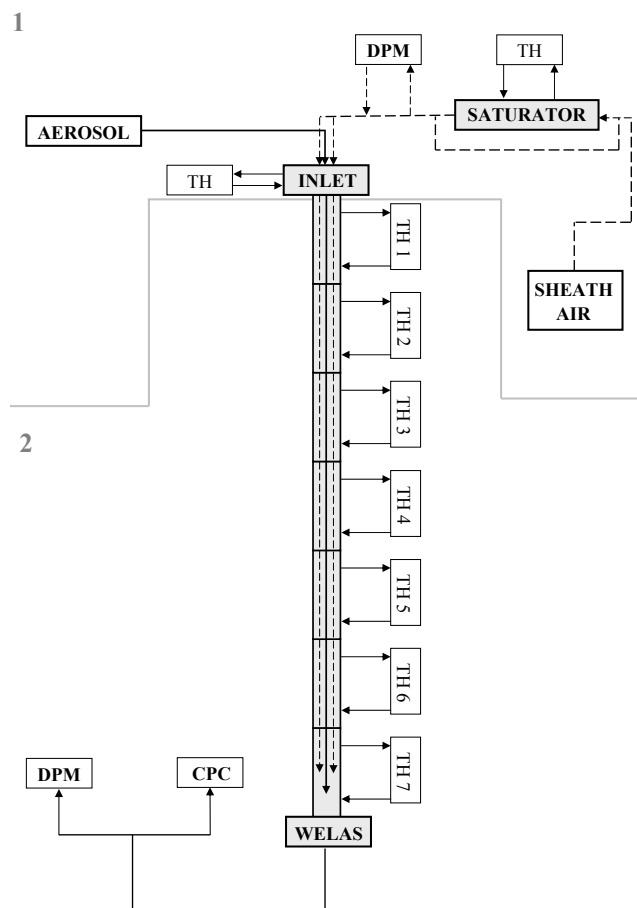 1
DPM
TH
SATURATOR
AEROSOL
TH
INLET
TH 1
SHEATH
AIR
TH 2
TH 3
2
TH 4
TH 5
TH 6
DPM
CPC
TH 7
WELAS